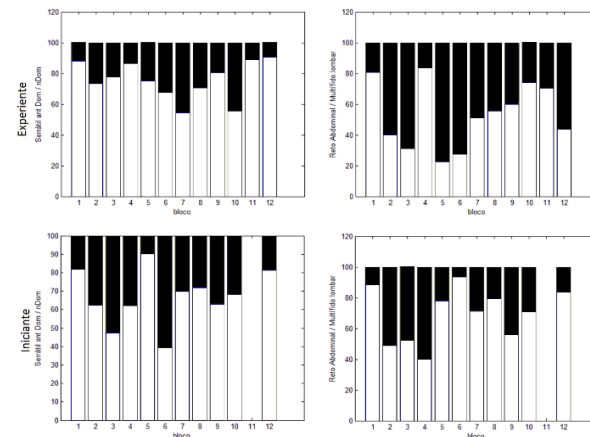 Experiente
Serrátil ant Dom / nDom
120
100
80
60
40
20
0
1 2 3 4 5 6 7 8 9 10 11 12
bloco
Reto Abdominal / Multífido lombar
120
100
80
60
40
20
0
1 2 3 4 5 6 7 8 9 10 11 12
bloco
Iniciante
Serrátil ant Dom / nDom
100
90
80
70
60
50
40
30
20
10
0
1 2 3 4 5 6 7 8 9 10 11 12
bloco
Reto Abdominal / Multífido lombar
120
100
80
60
40
20
0
1 2 3 4 5 6 7 8 9 10 11 12
bloco